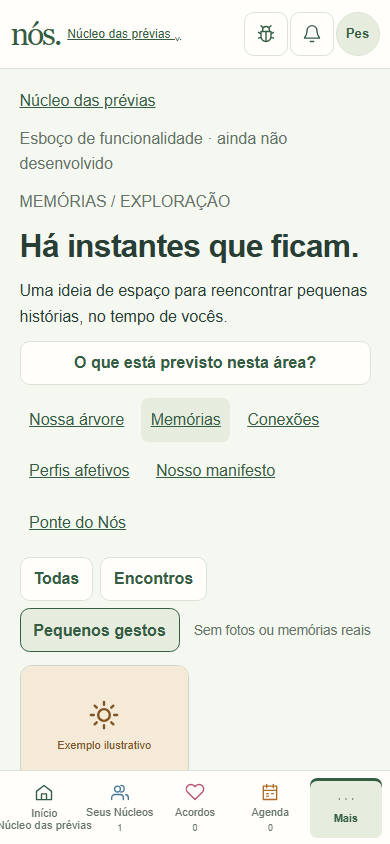 nós. Núcleo das prévias
Pes
Núcleo das prévias
Esboço de funcionalidade · ainda não
desenvolvido
MEMÓRIAS / EXPLORAÇÃO
Há instantes que ficam.
Uma ideia de espaço para reencontrar pequenas
histórias, no tempo de vocês.
O que está previsto nesta área?
Nossa árvore Memórias Conexões
Perfis afetivos Nosso manifesto
Ponte do Nós
Todas Encontros
Pequenos gestos Sem fotos ou memórias reais
Exemplo ilustrativo
Início Seus Núcleos Acordos Agenda Mais
Núcleo das prévias 1 0 0